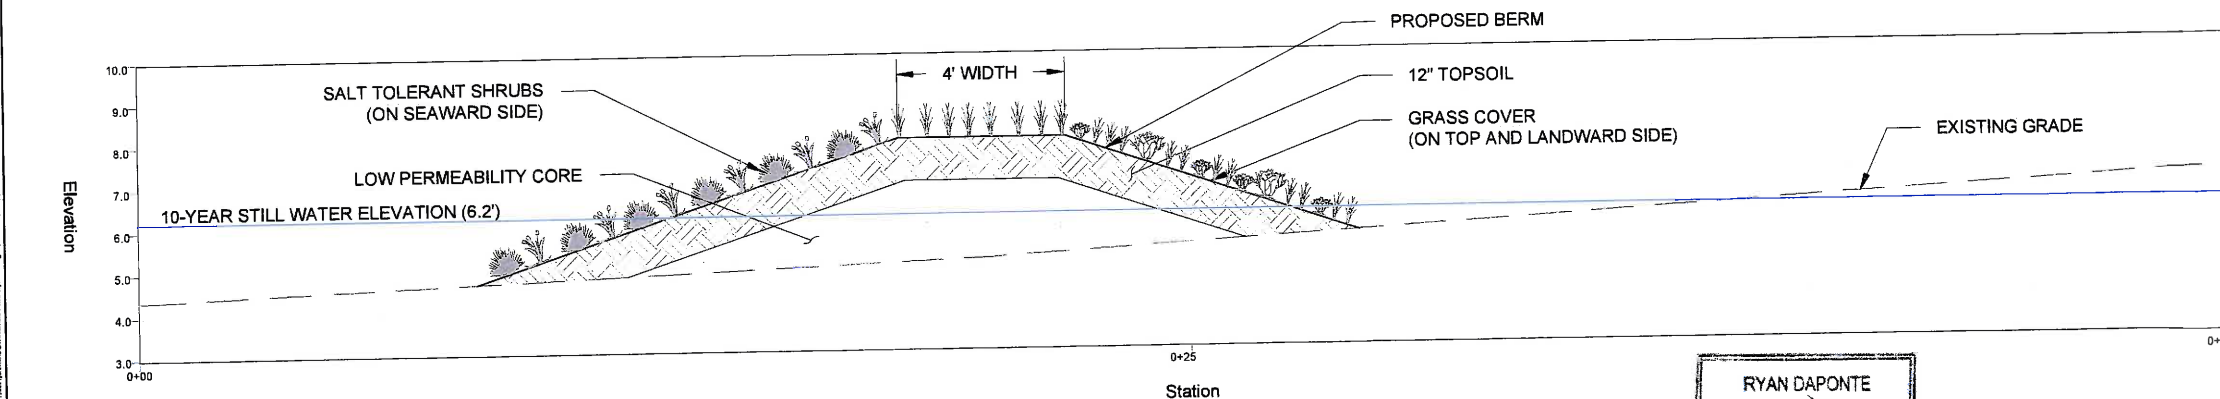 PROPOSED BERM
10.0
4' WIDTH
12" TOPSOIL
SALT TOLERANT SHRUBS
(ON SEAWARD SIDE)
9.0
GRASS COVER
(ON TOP AND LANDWARD SIDE)
EXISTING GRADE
8.0
LOW PERMEABILITY CORE
7.0
10-YEAR STILL WATER ELEVATION (6.2')
Elevation
6.0
5.0
4.0
3.0
0+00
0+25
0+
Station
RYAN DAPONTE